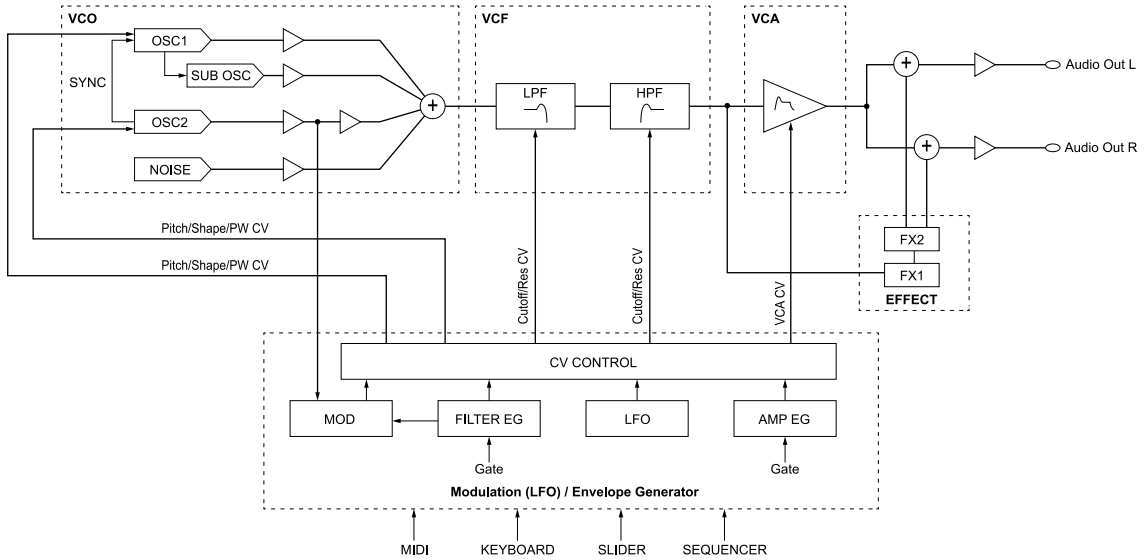 VCO
VCF
VCA
OSC1
SUB OSC
SYNC
OSC2
NOISE
LPF
HPF
Audio Out L
Audio Out R
Pitch/Shape/PW CV
Pitch/Shape/PW CV
Cutoff/Res CV
Cutoff/Res CV
VCA CV
FX2
FX1
EFFECT
CV CONTROL
MOD
FILTER EG
LFO
AMP EG
Gate
Gate
Modulation (LFO) / Envelope Generator
MIDI
KEYBOARD
SLIDER
SEQUENCER